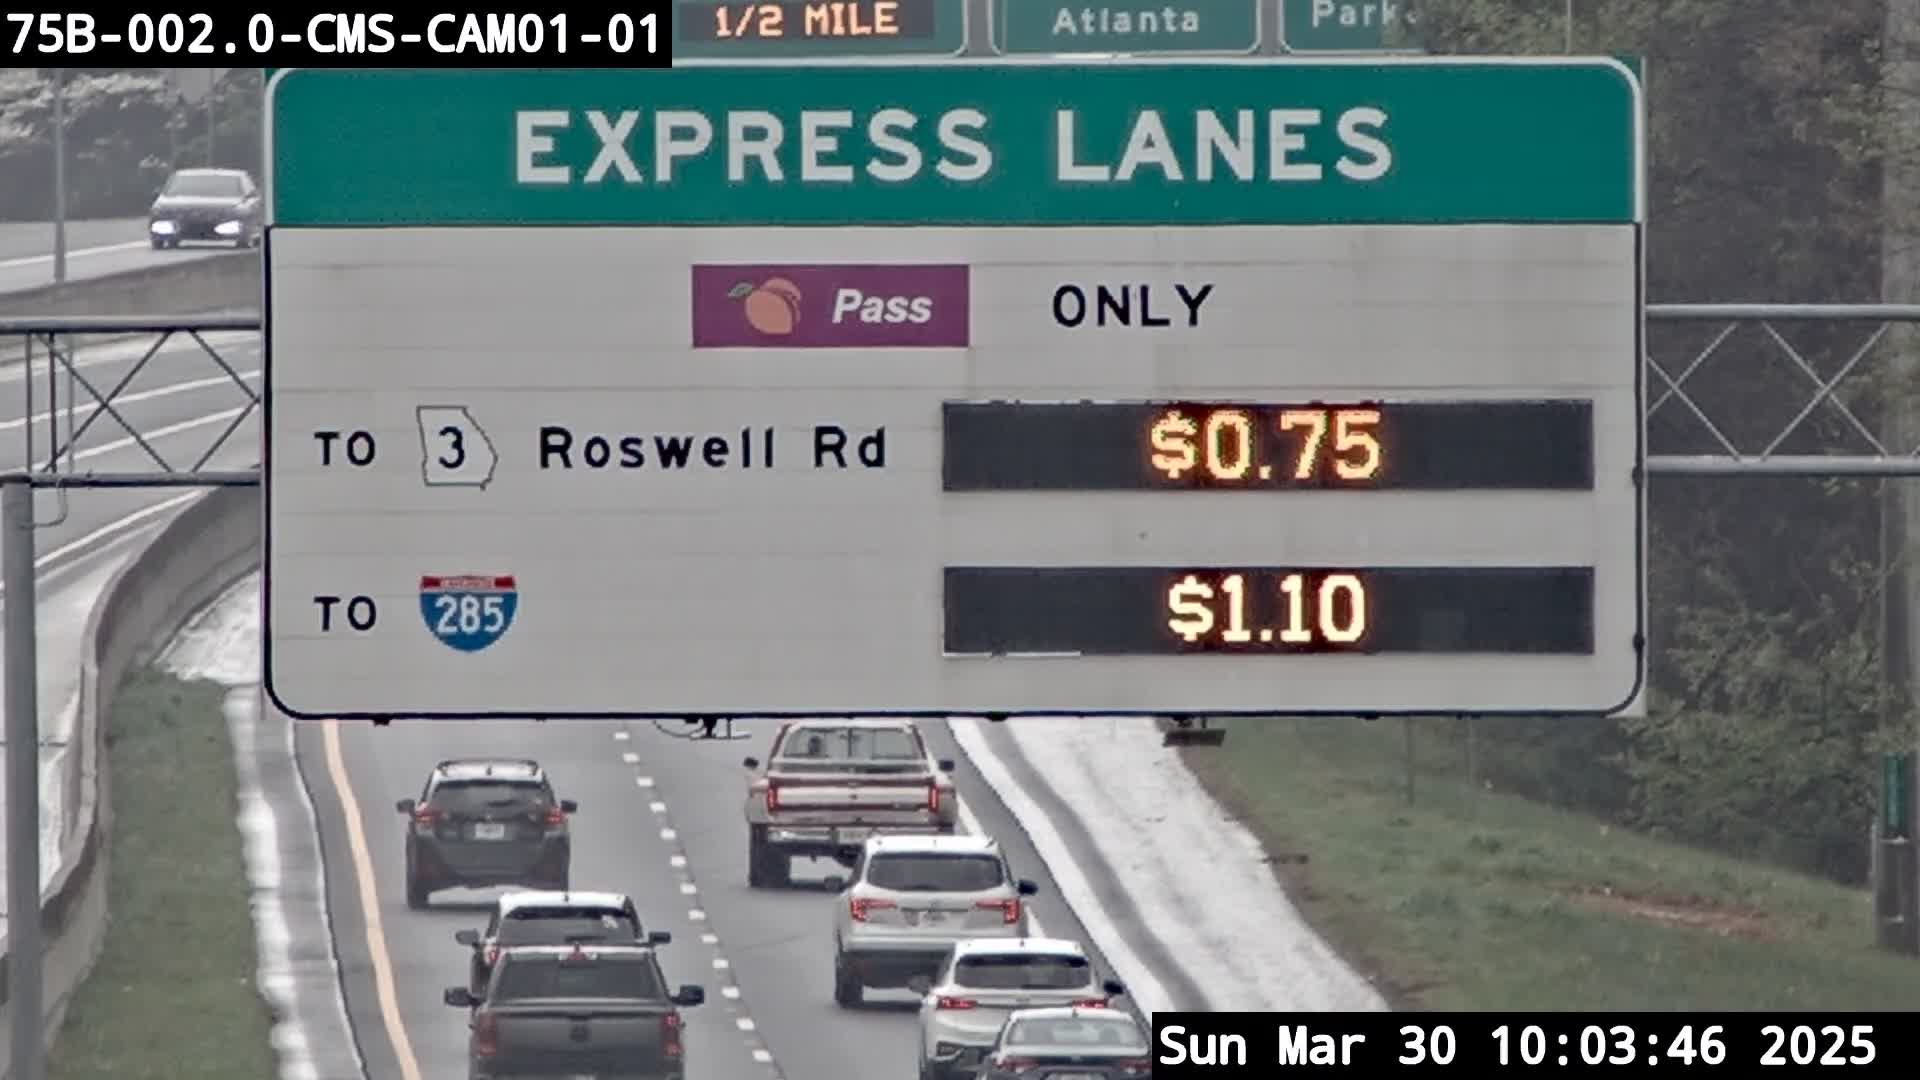 75B-002.0-CMS-CAM01-01
1/2 MILE
Atlanta
Park
EXPRESS LANES
Pass ONLY
TO 3 Roswell Rd $0.75
TO 285 $1.10
Sun Mar 30 10:03:46 2025